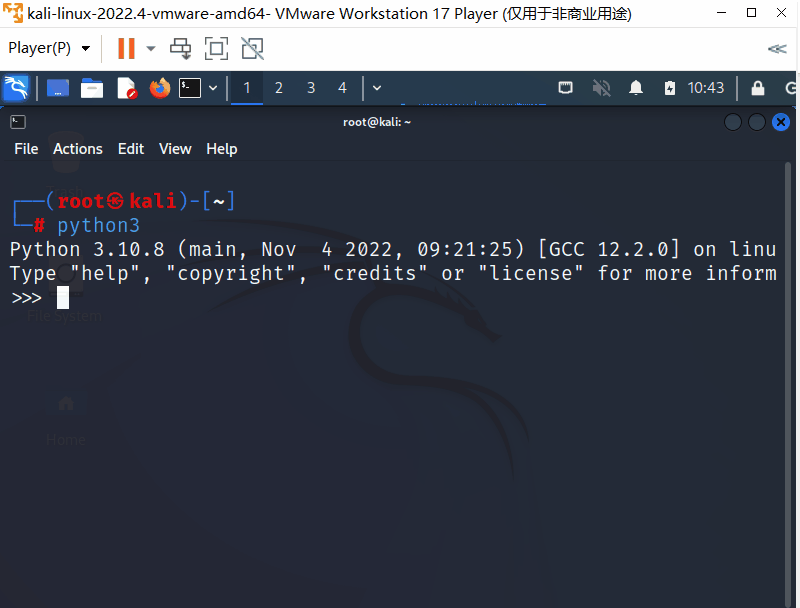 kali-linux-2022.4-vmware-amd64- VMware Workstation 17 Player (仅用于非商业用途)
Player(P)
1 2 3 4 10:43
root@kali: ~
File Actions Edit View Help
┌──(root㉿kali)-[~]
└─# python3
Python 3.10.8 (main, Nov  4 2022, 09:21:25) [GCC 12.2.0] on linu
Type "help", "copyright", "credits" or "license" for more inform
>>>
File System
Home